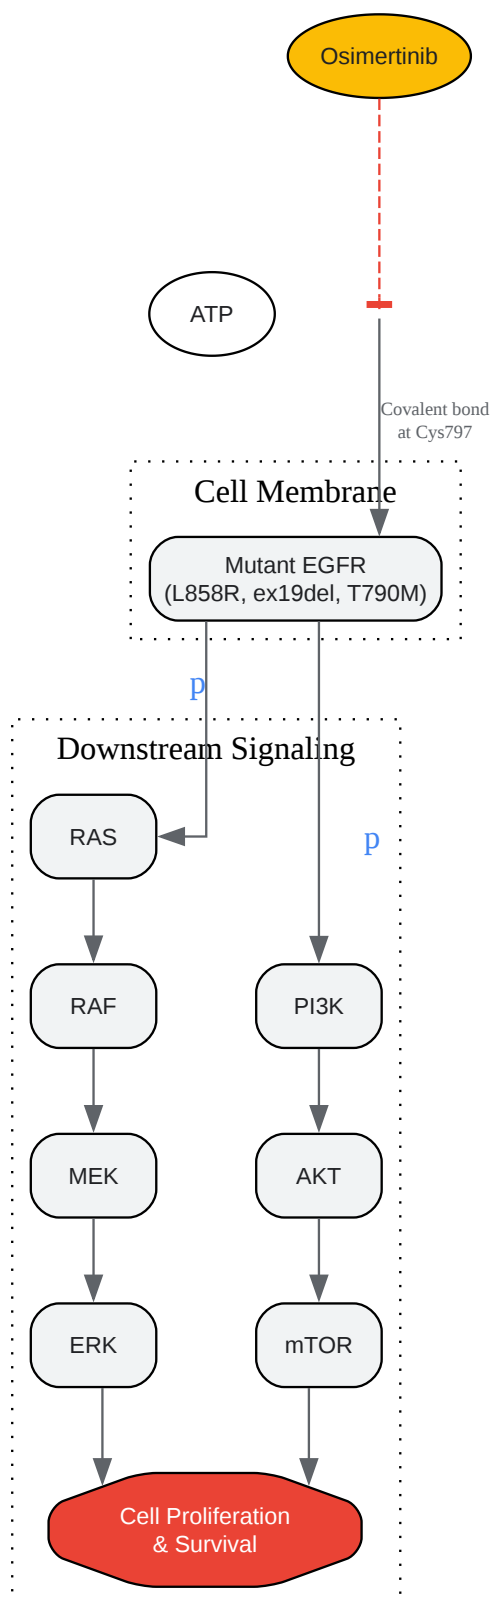 Osimertinib
ATP
Covalent bond
at Cys797
Cell Membrane
Mutant EGFR
(L858R, ex19del, T790M)
p
Downstream Signaling
RAS
p
RAF
PI3K
MEK
AKT
ERK
mTOR
Cell Proliferation
& Survival